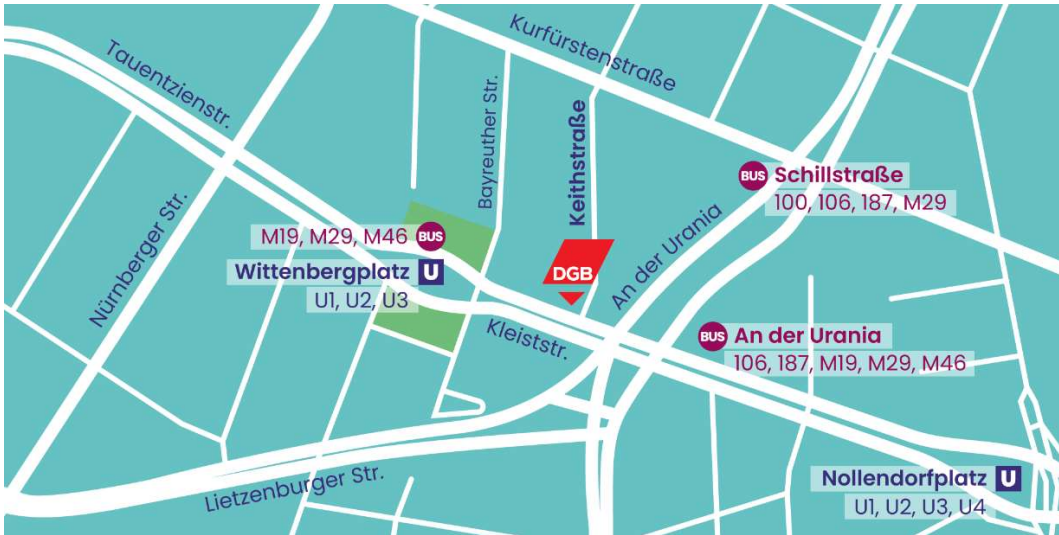 Tauentzienstr.
Kurfürstenstraße
Bayreuther Str.
Keithstraße
BUS Schillstraße
100, 106, 187, M29
Nürnberger Str.
M19, M29, M46 BUS
Wittenbergplatz U
U1, U2, U3
DGB
An der Urania
Kleiststr.
BUS An der Urania
106, 187, M19, M29, M46
Lietzenburger Str.
Nollendorfplatz U
U1, U2, U3, U4